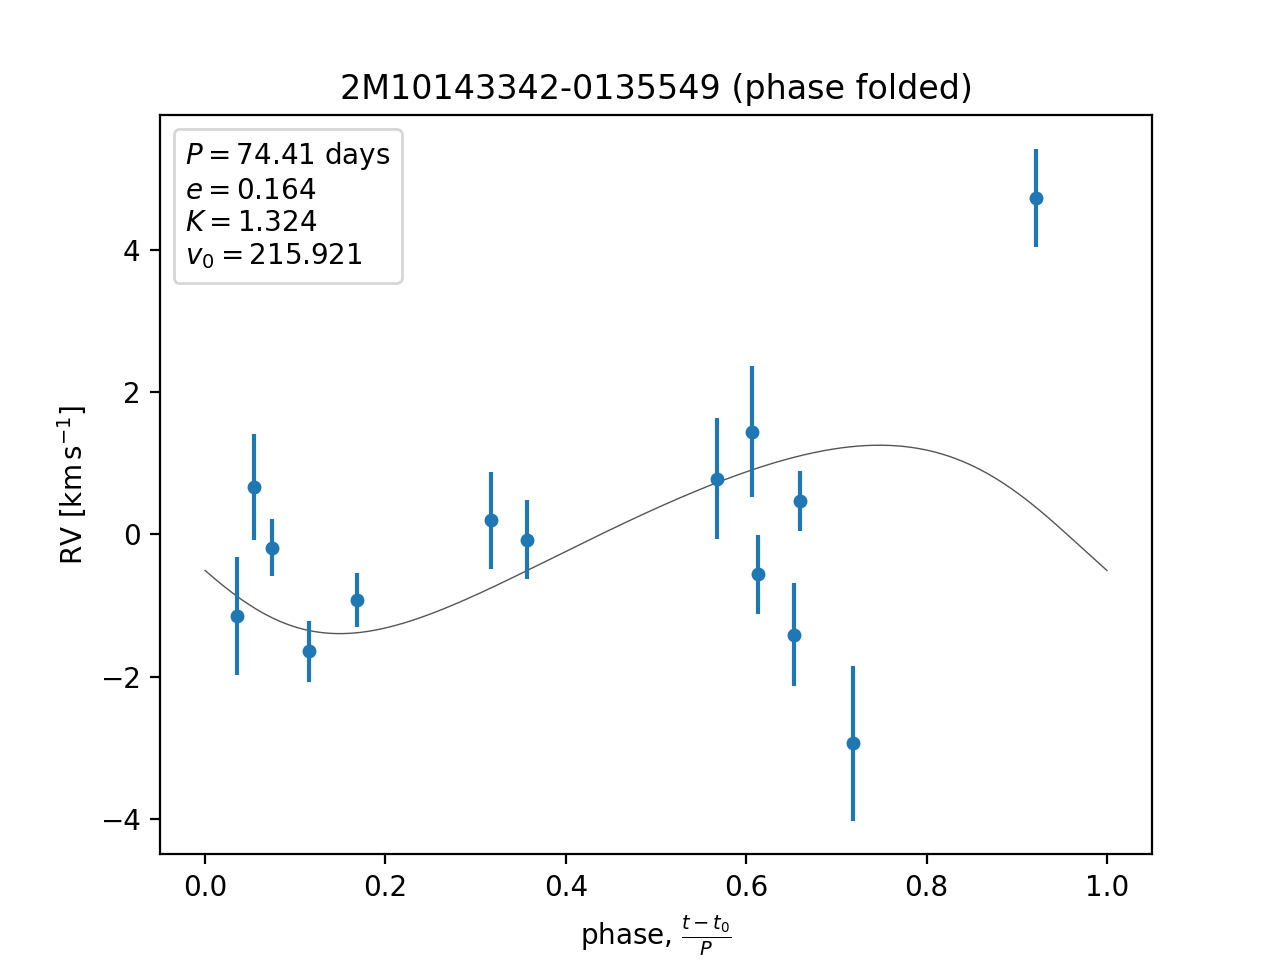 2M10143342-0135549 (phase folded)
P = 74.41 days
e = 0.164
K = 1.324
v₀ = 215.921
4
2
0
−2
−4
RV [km s⁻¹]
0.0 0.2 0.4 0.6 0.8 1.0
phase, (t − t₀)/P